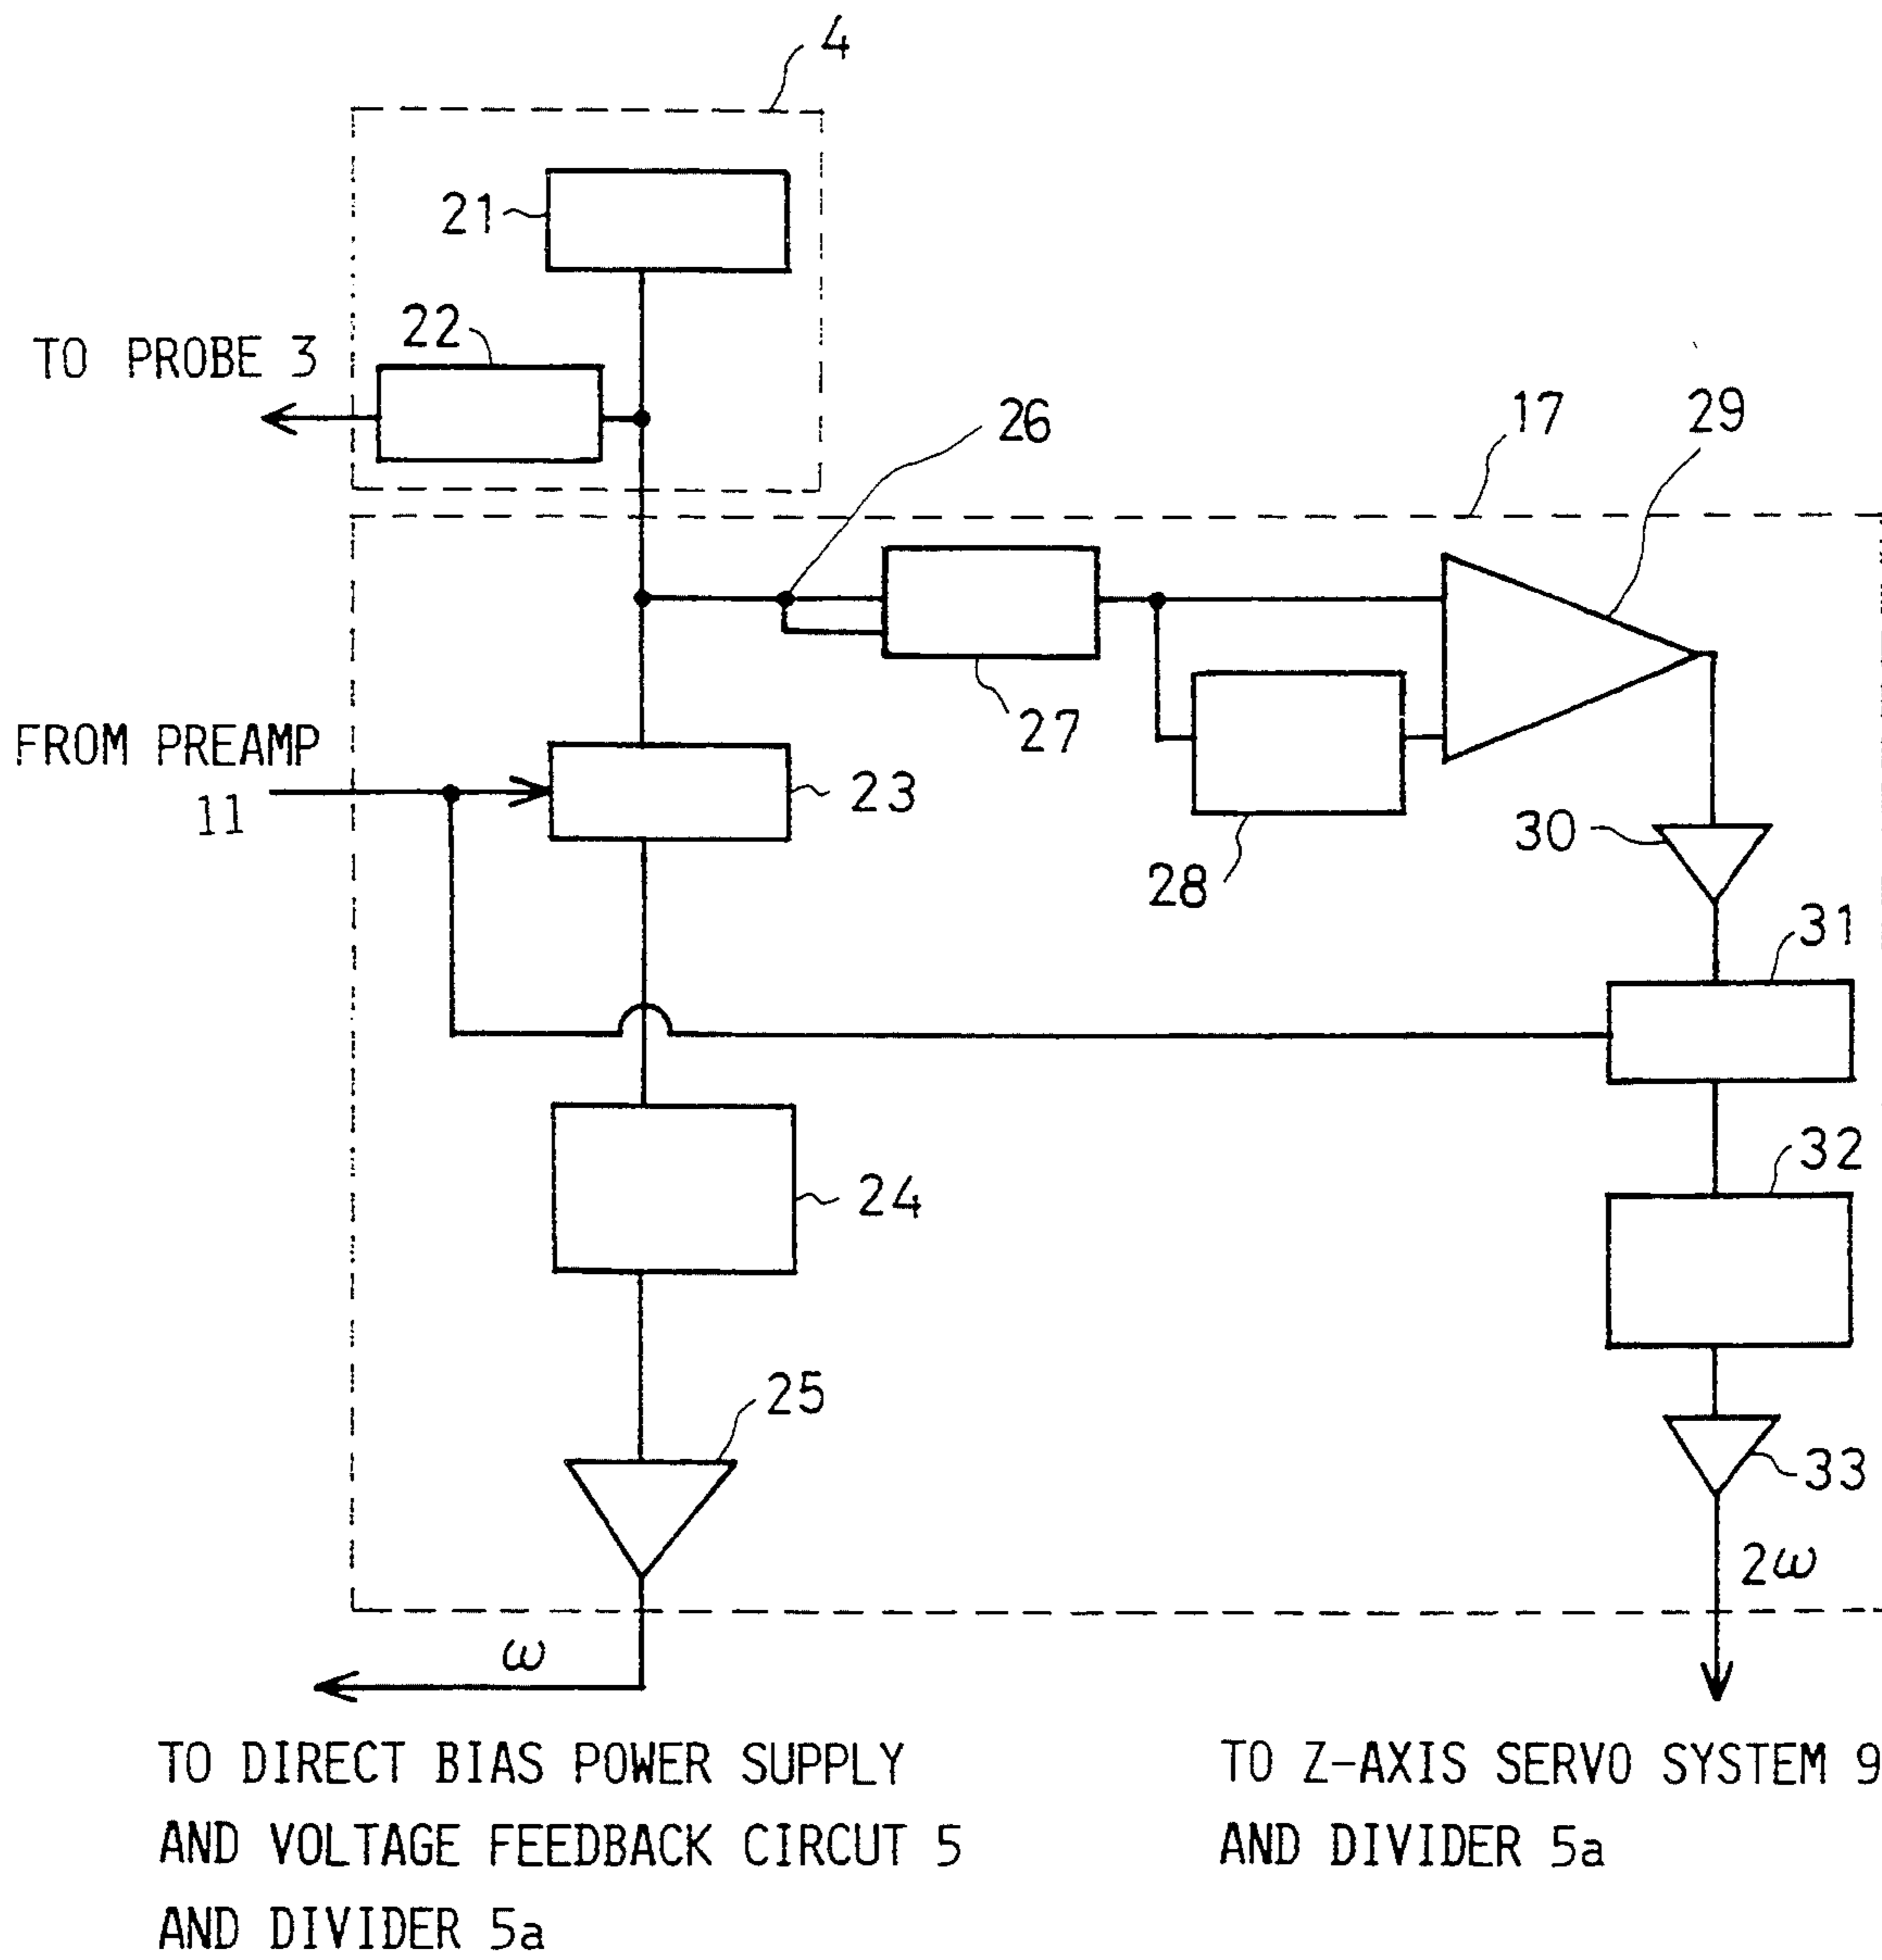 4
21
22
TO PROBE 3
26
17
29
27
FROM PREAMP
11
23
28
30
31
24
32
25
33
2ω
ω
TO DIRECT BIAS POWER SUPPLY
AND VOLTAGE FEEDBACK CIRCUT 5
AND DIVIDER 5a
TO Z-AXIS SERVO SYSTEM 9
AND DIVIDER 5a